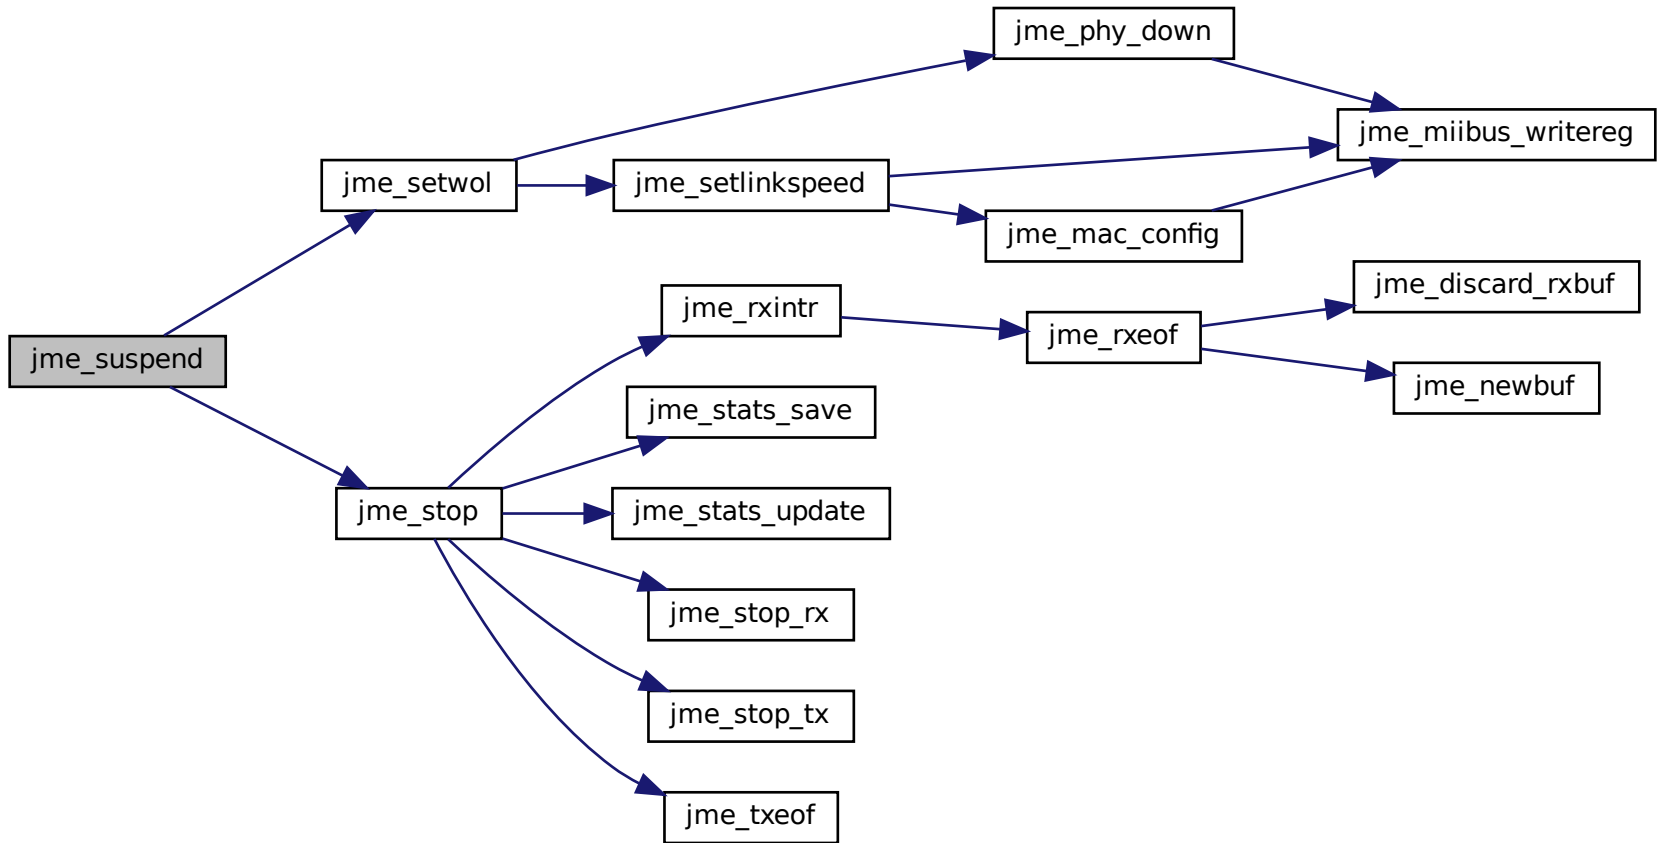 jme_phy_down
jme_miibus_writereg
jme_setwol
jme_setlinkspeed
jme_mac_config
jme_discard_rxbuf
jme_rxintr
jme_rxeof
jme_suspend
jme_newbuf
jme_stats_save
jme_stop
jme_stats_update
jme_stop_rx
jme_stop_tx
jme_txeof